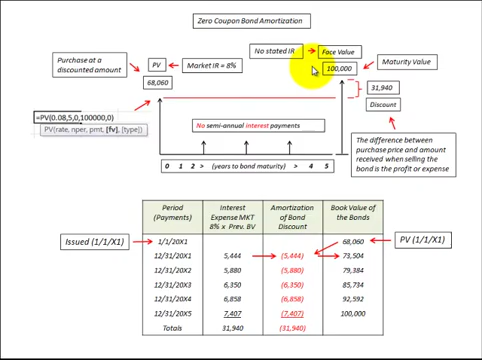 Zero Coupon Bond Amortization
Purchase at a
discounted amount
PV
68,060
Market IR = 8%
No stated IR
Face Value
100,000
Maturity Value
31,940
Discount
=PV(0.08,5,0,100000,0)
PV(rate, nper, pmt, [fv], [type])
No semi-annual interest payments
0 1 2 > (years to bond maturity) > 4 5
The difference between
purchase price and amount
received when selling the
bond is the profit or expense
Period
(Payments)
Interest
Expense MKT
8% x Prev. BV
Amortization
of Bond
Discount
Book Value of
the Bonds
Issued (1/1/X1)
1/1/20X1 68,060
PV (1/1/X1)
12/31/20X1 5,444 (5,444) 73,504
12/31/20X2 5,880 (5,880) 79,384
12/31/20X3 6,350 (6,350) 85,734
12/31/20X4 6,858 (6,858) 92,592
12/31/20X5 7,407 (7,407) 100,000
Totals 31,940 (31,940)